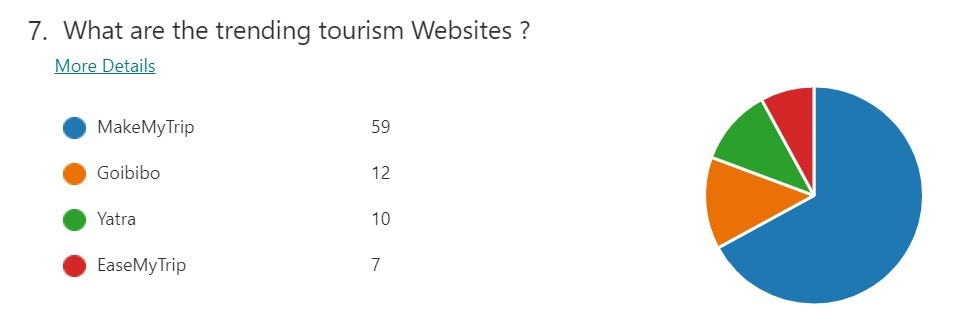 7. What are the trending tourism Websites ?
More Details
MakeMyTrip 59
Goibibo 12
Yatra 10
EaseMyTrip 7